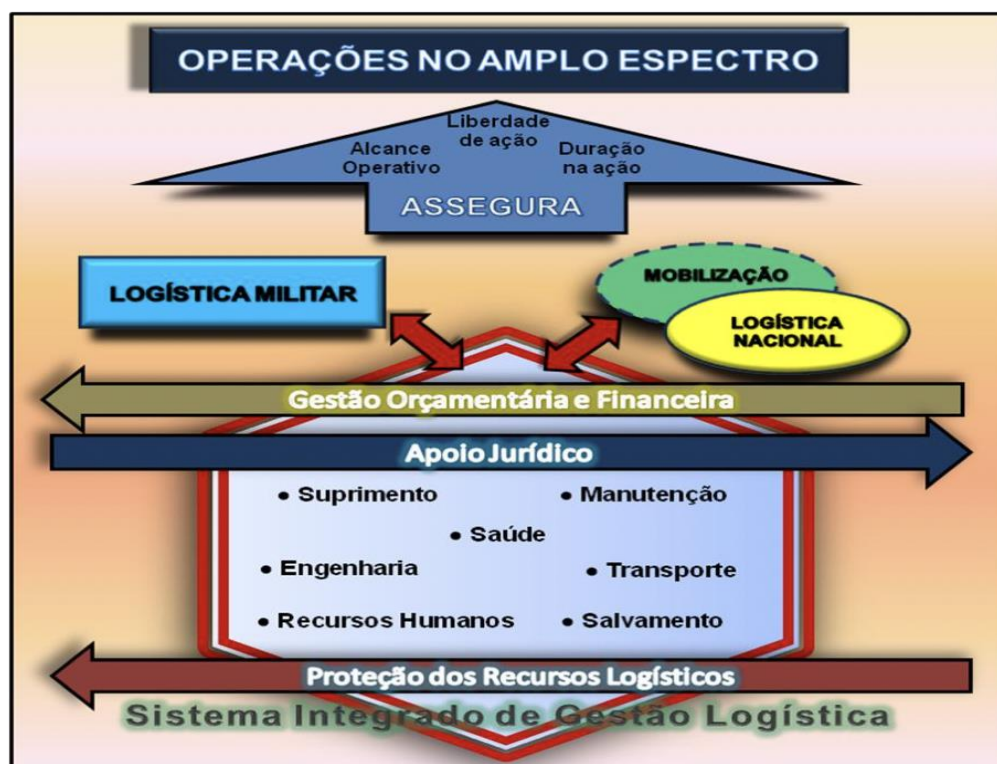 OPERAÇÕES NO AMPLO ESPECTRO
Liberdade
de ação
Alcance
Operativo
Duração
na ação
ASSEGURA
LOGÍSTICA MILITAR
MOBILIZAÇÃO
LOGÍSTICA
NACIONAL
Gestão Orçamentária e Financeira
Apoio Jurídico
• Suprimento
• Manutenção
• Saúde
• Engenharia
• Transporte
• Recursos Humanos
• Salvamento
Proteção dos Recursos Logísticos
Sistema Integrado de Gestão Logística